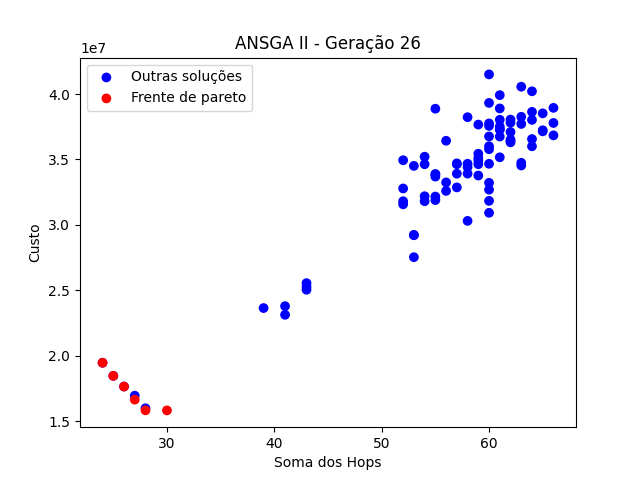 ANSGA II - Geração 26
1e7
Outras soluções
Frente de pareto
4.0
3.5
3.0
2.5
2.0
1.5
Custo
30
40
50
60
Soma dos Hops